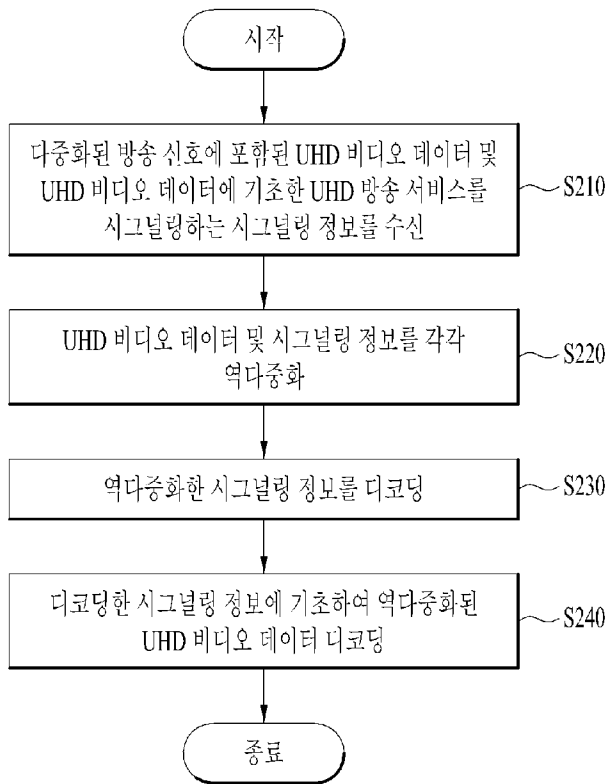 시작
다중화된 방송 신호에 포함된 UHD 비디오 데이터 및
UHD 비디오 데이터에 기초한 UHD 방송 서비스를
시그널링하는 시그널링 정보를 수신
S210
UHD 비디오 데이터 및 시그널링 정보를 각각
역다중화
S220
역다중화한 시그널링 정보를 디코딩
S230
디코딩한 시그널링 정보에 기초하여 역다중화된
UHD 비디오 데이터 디코딩
S240
종료